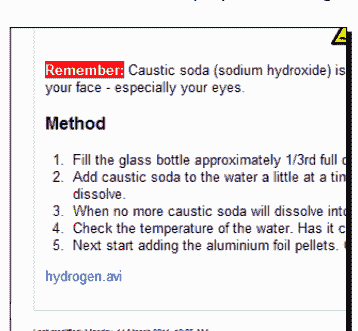 Remember: Caustic soda (sodium hydroxide) is
your face - especially your eyes.
Method
1. Fill the glass bottle approximately 1/3rd full
2. Add caustic soda to the water a little at a
dissolve.
3. When no more caustic soda will dissolve
4. Check the temperature of the water. Has it
5. Next start adding the aluminium foil pellets.
hydrogen.avi